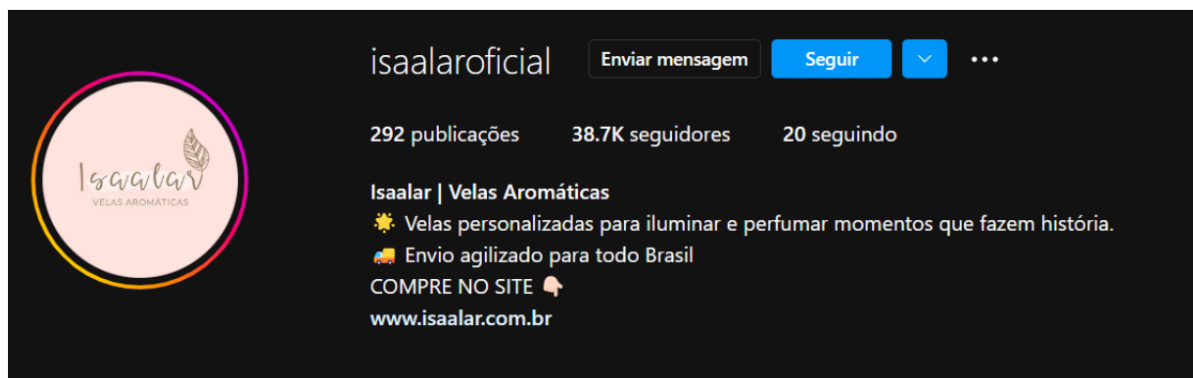 isaalaroficial Enviar mensagem Seguir
292 publicações 38.7K seguidores 20 seguindo
Isaalar
VELAS AROMÁTICAS
Isaalar | Velas Aromáticas
🌟 Velas personalizadas para iluminar e perfumar momentos que fazem história.
🚚 Envio agilizado para todo Brasil
COMPRE NO SITE 👇🏻
www.isaalar.com.br